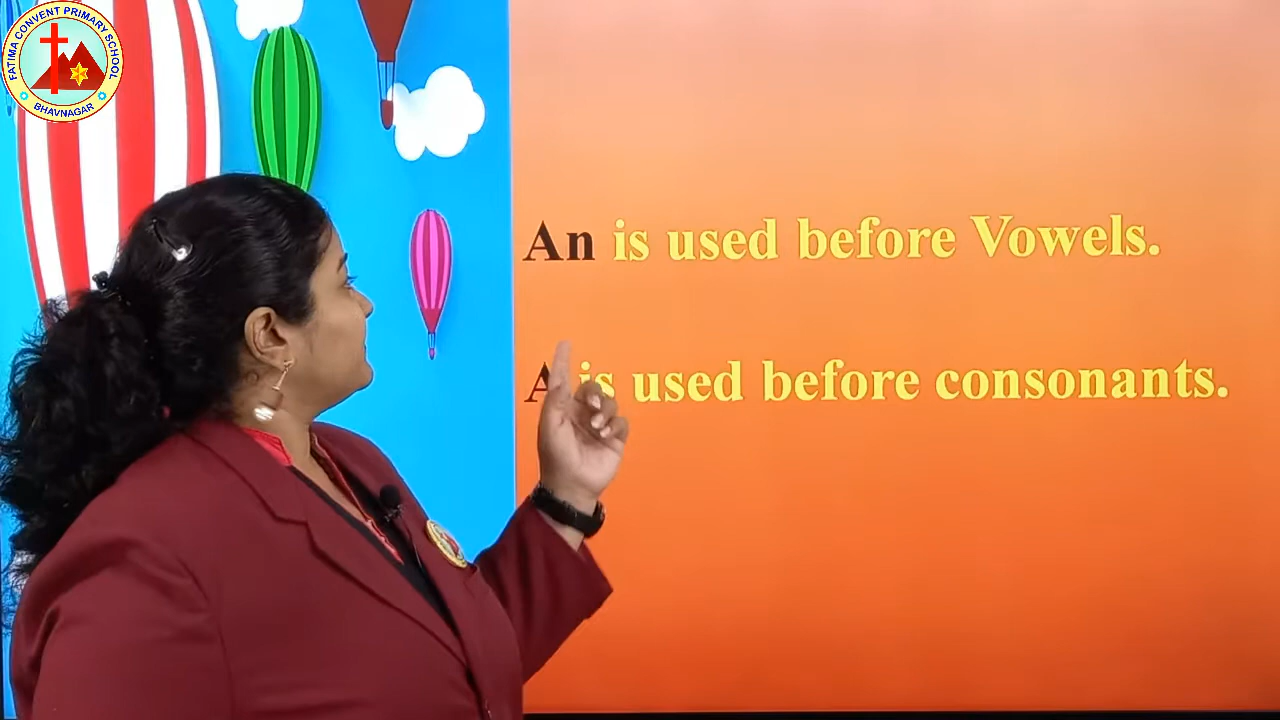 FATIMA CONVENT PRIMARY SCHOOL
BHAVNAGAR
An is used before Vowels.
A is used before consonants.